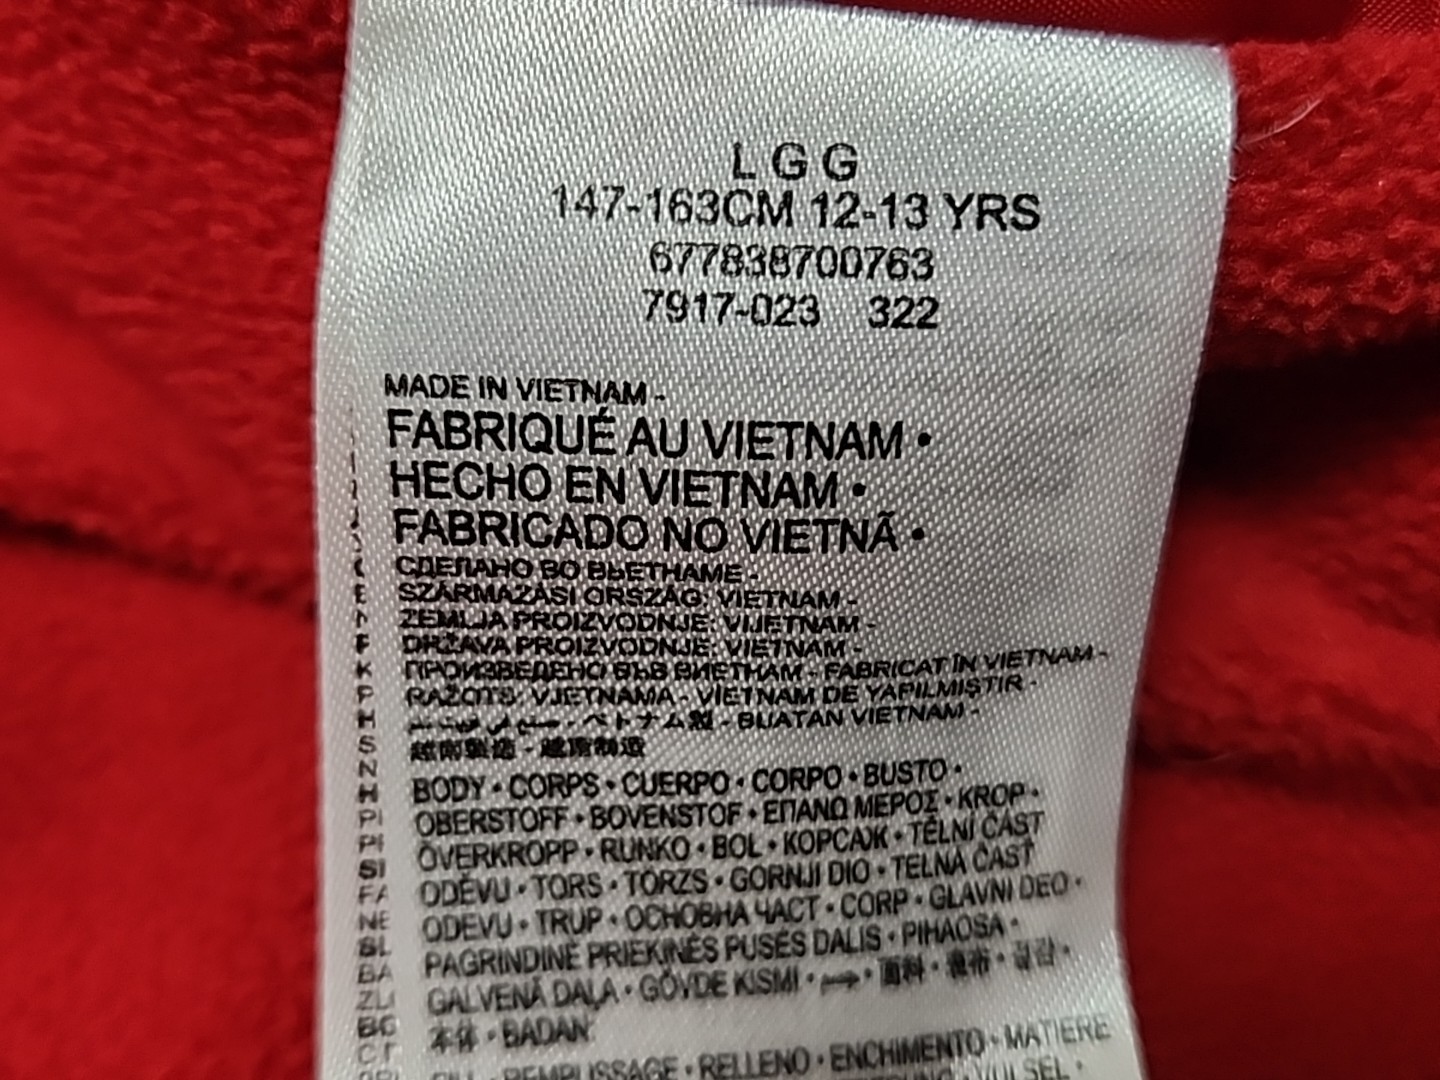 L G G
147-163CM 12-13 YRS
677838700763
7917-023 322
MADE IN VIETNAM -
FABRIQUÉ AU VIETNAM •
HECHO EN VIETNAM •
FABRICADO NO VIETNÃ •
СДЕЛАНО ВО ВЬЕТНАМЕ -
SZÁRMAZÁSI ORSZÁG: VIETNAM -
ZEMLJA PROIZVODNJE: VIJETNAM -
DRŽAVA PROIZVODNJE: VIETNAM -
ПРОИЗВЕДЕНО ВЪВ ВИЕТНАМ - FABRICAT ÎN VIETNAM -
RAŽOTS: VJETNAMA - VIETNAM DE YAPILMIŞTIR -
ベトナム製 - BUATAN VIETNAM -
越南製造 - 越南制造
BODY • CORPS • CUERPO • CORPO • BUSTO •
OBERSTOFF • BOVENSTOF • ΕΠΑΝΩ ΜΕΡΟΣ • KROP •
ÖVERKROPP • RUNKO • BOL • КОРСАЖ • TĚLNÍ ČÁST
ODĚVU • TORS • TÖRZS • GORNJI DIO • TELNÁ ČASŤ
ODEVU • TRUP • ОСНОВНА ЧАСТ • CORP • GLAVNI DEO •
PAGRINDINĖ PRIEKINĖS PUSĖS DALIS • PIHAOSA •
GALVENĀ DAĻA • GÖVDE KISMI • 面料 •
本体 • BADAN:
FILL • REMPLISSAGE • RELLENO • ENCHIMENTO • MATIERE